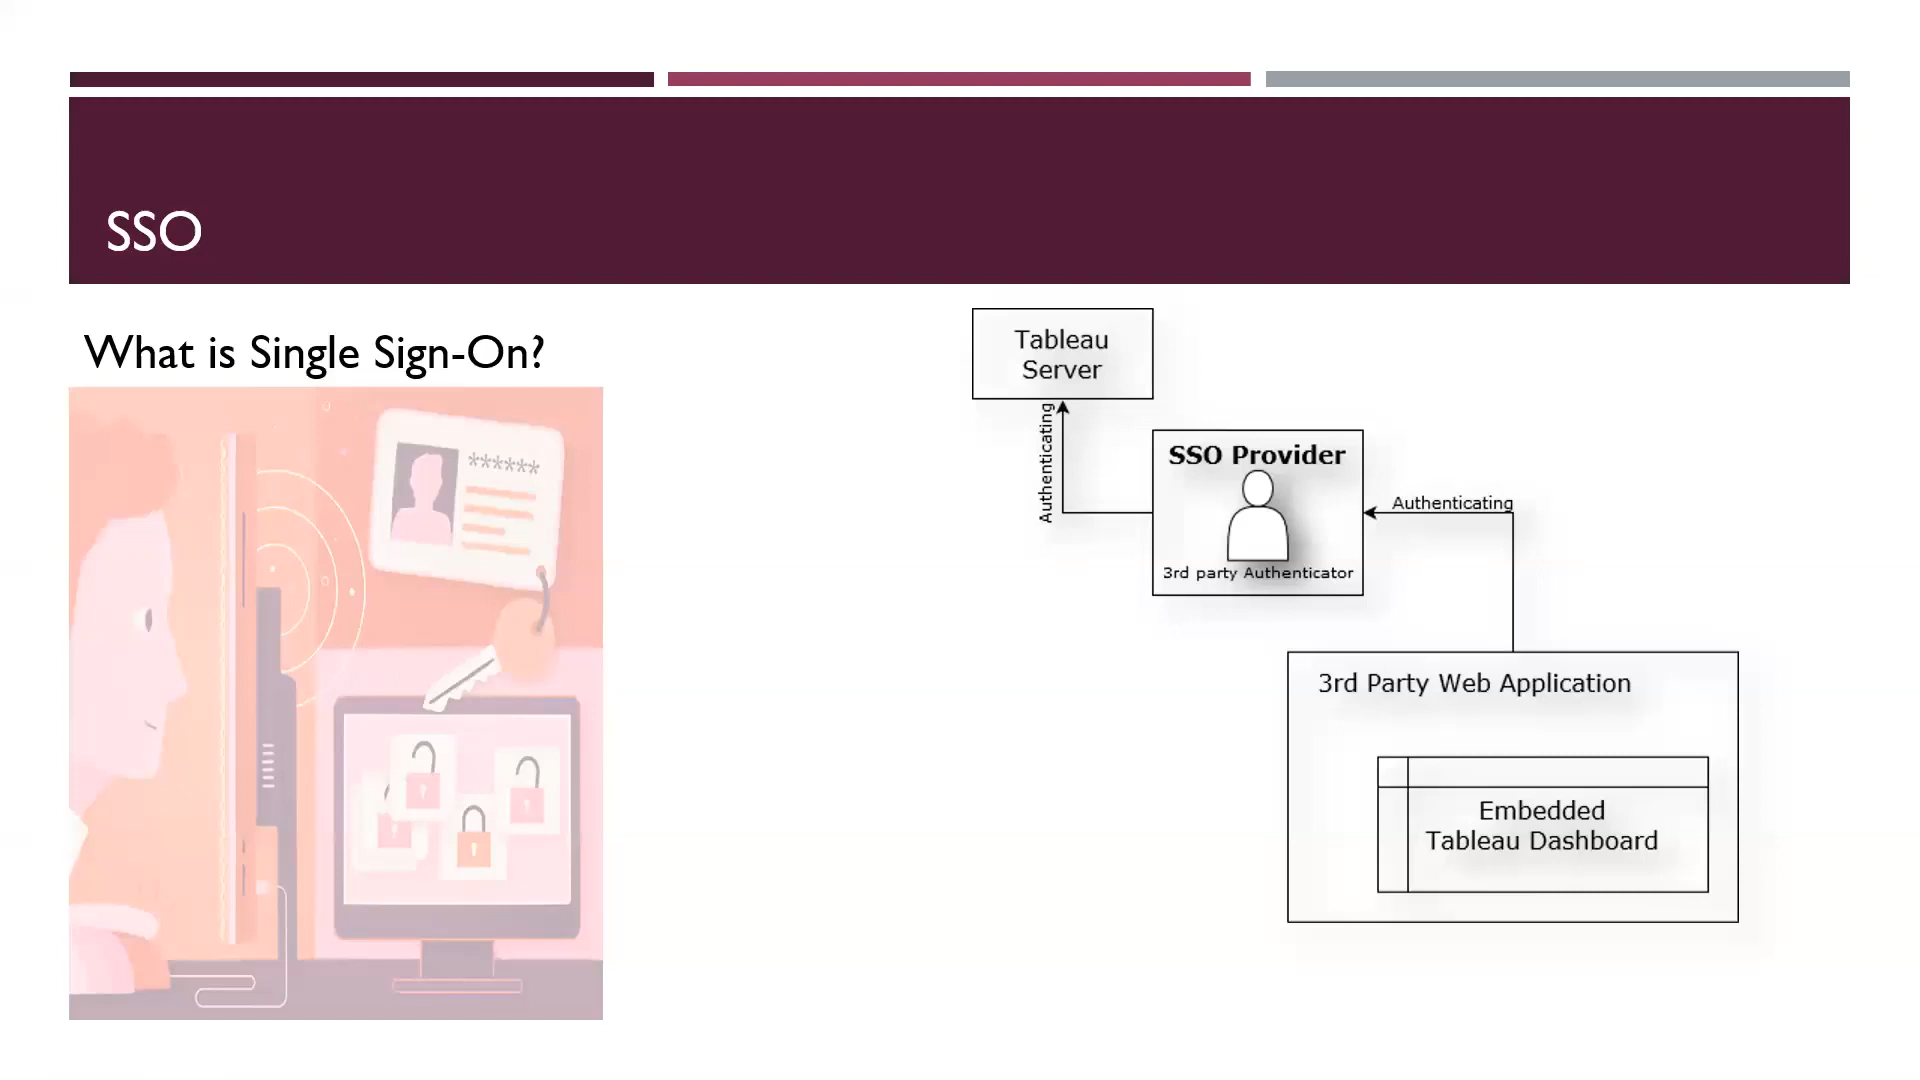 SSO
What is Single Sign-On?
******
Tableau
Server
Authenticating
SSO Provider
3rd party Authenticator
Authenticating
3rd Party Web Application
Embedded
Tableau Dashboard